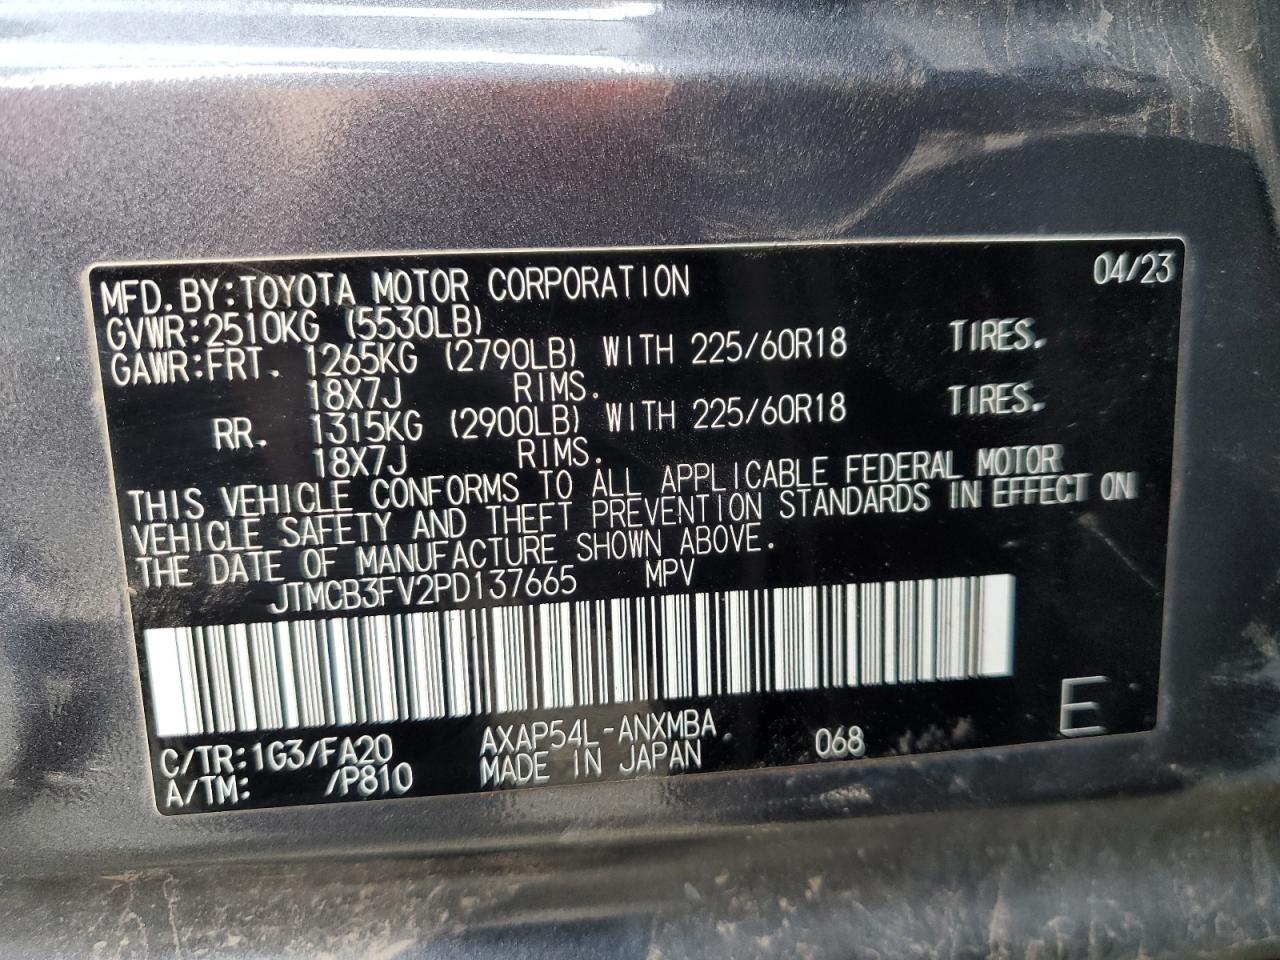 MFD. BY: TOYOTA MOTOR CORPORATION 04/23
GVWR: 2510KG (5530LB)
GAWR: FRT. 1265KG (2790LB) WITH 225/60R18 TIRES.
18X7J RIMS.
RR. 1315KG (2900LB) WITH 225/60R18 TIRES.
18X7J RIMS.
THIS VEHICLE CONFORMS TO ALL APPLICABLE FEDERAL MOTOR
VEHICLE SAFETY AND THEFT PREVENTION STANDARDS IN EFFECT ON
THE DATE OF MANUFACTURE SHOWN ABOVE.
JTMCB3FV2PD137665 MPV
C/TR: 1G3/FA20 AXAP54L-ANXMBA 068 E
A/TM: /P810 MADE IN JAPAN